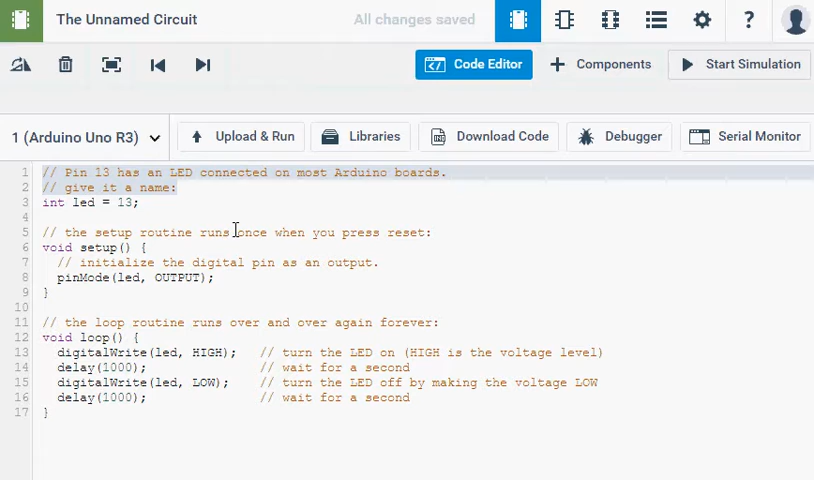 The Unnamed Circuit
All changes saved
?
Code Editor
Components
Start Simulation
1 (Arduino Uno R3)
Upload & Run
Libraries
Download Code
Debugger
Serial Monitor
1 // Pin 13 has an LED connected on most Arduino boards.
2 // give it a name:
3 int led = 13;
4
5 // the setup routine runs once when you press reset:
6 void setup() {
7   // initialize the digital pin as an output.
8   pinMode(led, OUTPUT);
9 }
10
11 // the loop routine runs over and over again forever:
12 void loop() {
13   digitalWrite(led, HIGH);   // turn the LED on (HIGH is the voltage level)
14   delay(1000);               // wait for a second
15   digitalWrite(led, LOW);    // turn the LED off by making the voltage LOW
16   delay(1000);               // wait for a second
17 }